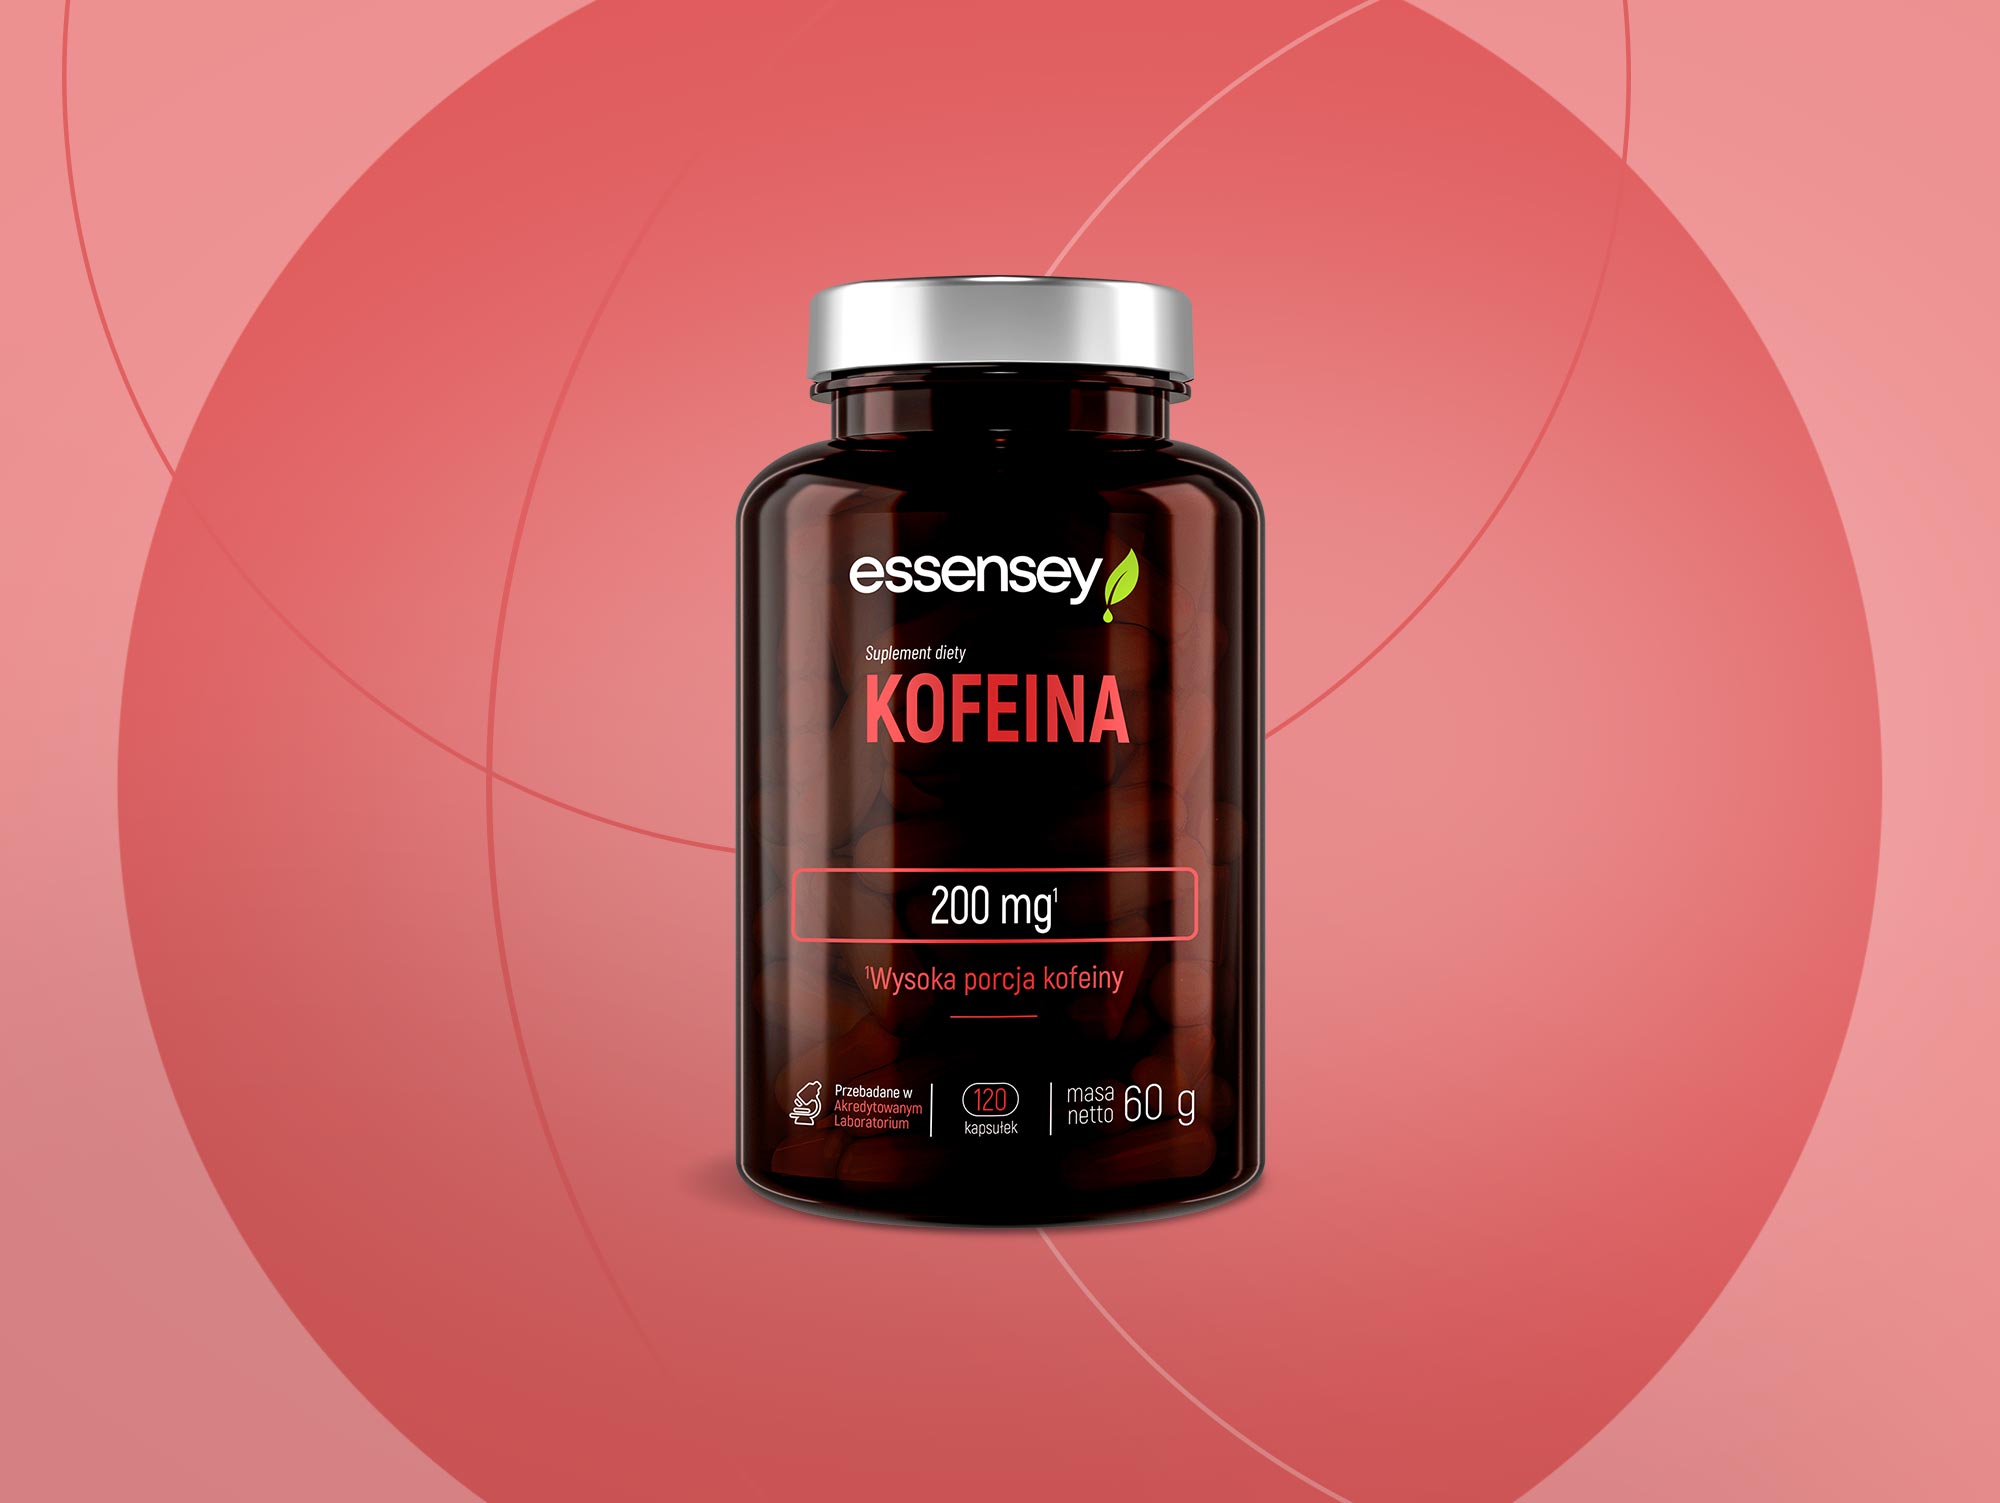 essensey
Suplement diety
KOFEINA
200 mg¹
¹Wysoka porcja kofeiny
Przebadane w
Akredytowanym
Laboratorium
120
kapsułek
masa
netto 60 g